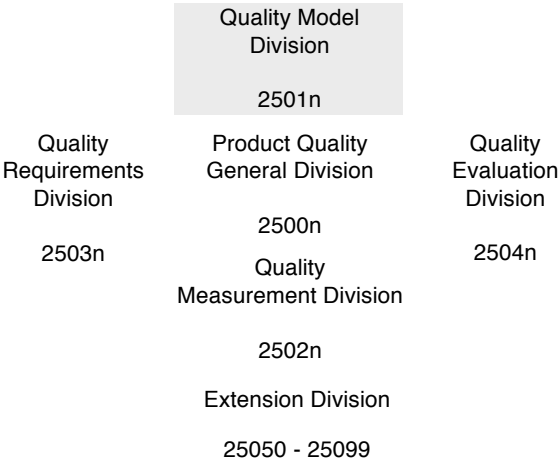 Quality Model
Division
2501n
Quality
Requirements
Division
2503n
Product Quality
General Division
2500n
Quality
Evaluation
Division
2504n
Quality
Measurement Division
2502n
Extension Division
25050 - 25099